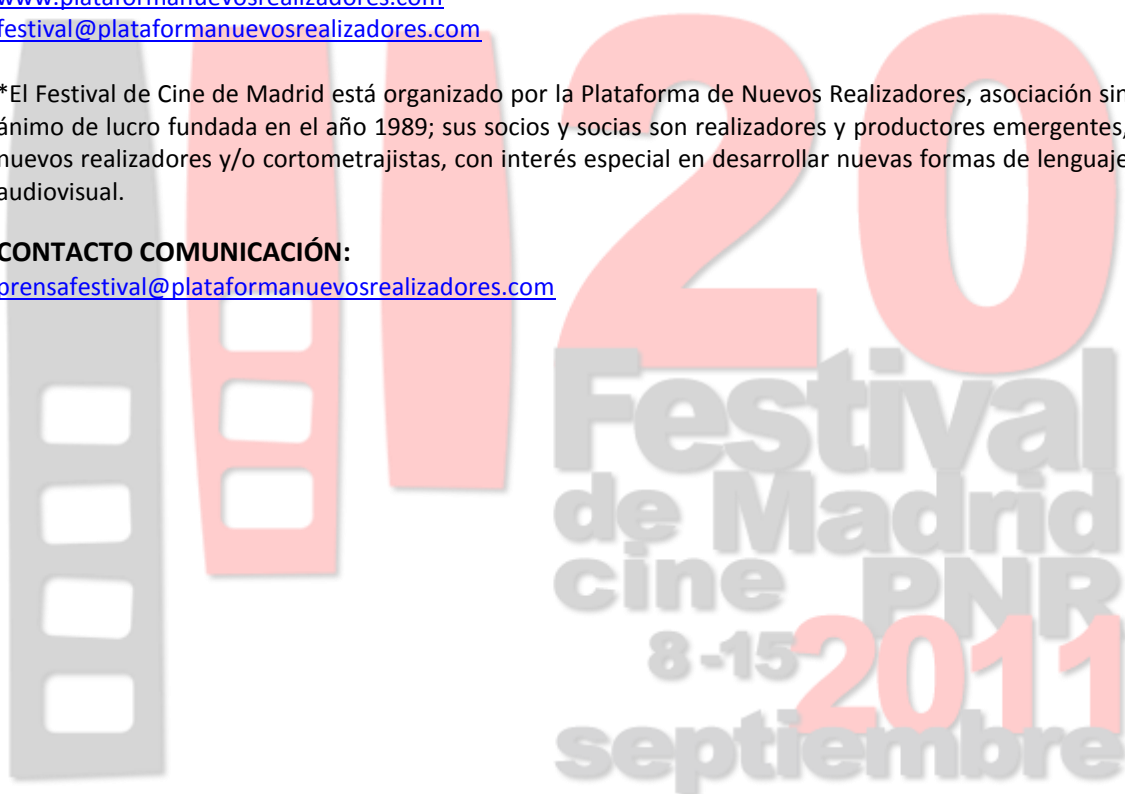 www.plataformanuevosrealizadores.com
festival@plataformanuevosrealizadores.com
*El Festival de Cine de Madrid está organizado por la Plataforma de Nuevos Realizadores, asociación sin
ánimo de lucro fundada en el año 1989; sus socios y socias son realizadores y productores emergentes,
nuevos realizadores y/o cortometrajistas, con interés especial en desarrollar nuevas formas de lenguaje
audiovisual.
CONTACTO COMUNICACIÓN:
prensafestival@plataformanuevosrealizadores.com
20
Festival
de Madrid
cine PNR
8-15 2011
septiembre